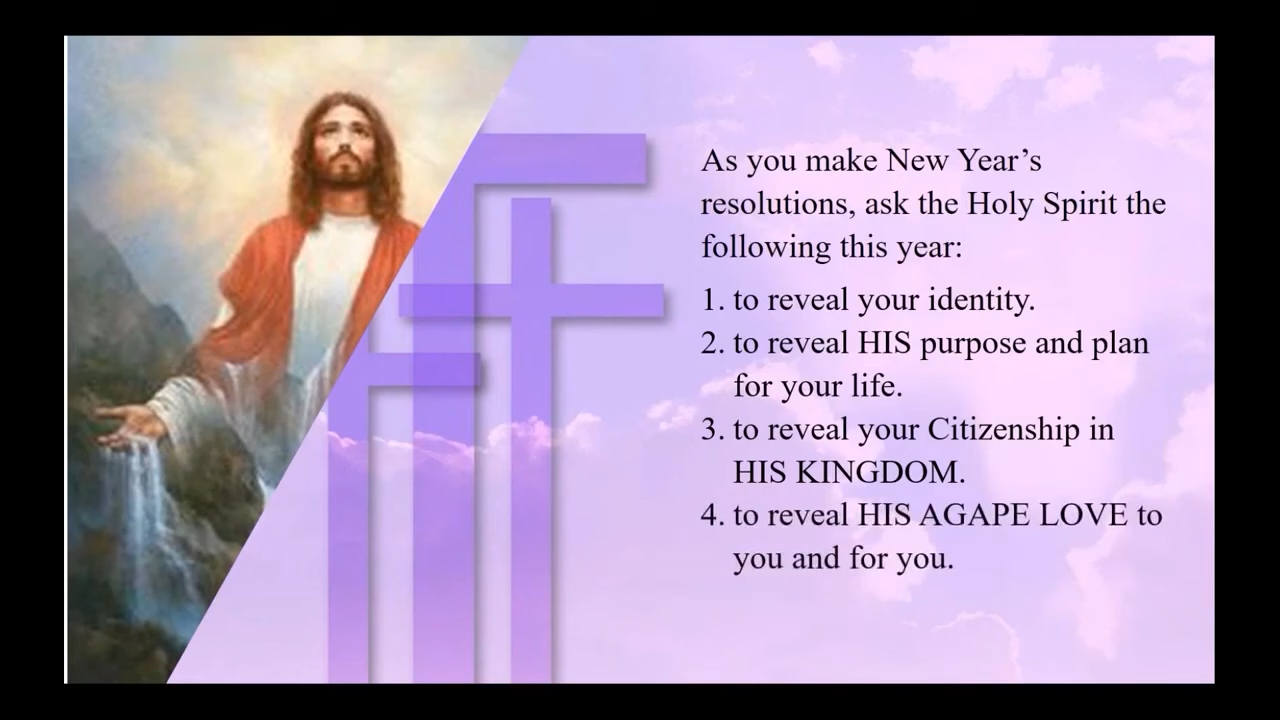 As you make New Year’s
resolutions, ask the Holy Spirit the
following this year:
1. to reveal your identity.
2. to reveal HIS purpose and plan
for your life.
3. to reveal your Citizenship in
HIS KINGDOM.
4. to reveal HIS AGAPE LOVE to
you and for you.